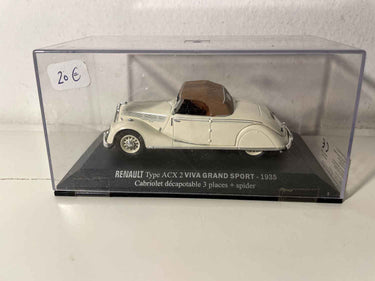 20 €
RENAULT Type ACX 2 VIVA GRAND SPORT - 1935
Cabriolet décapotable 3 places + spider